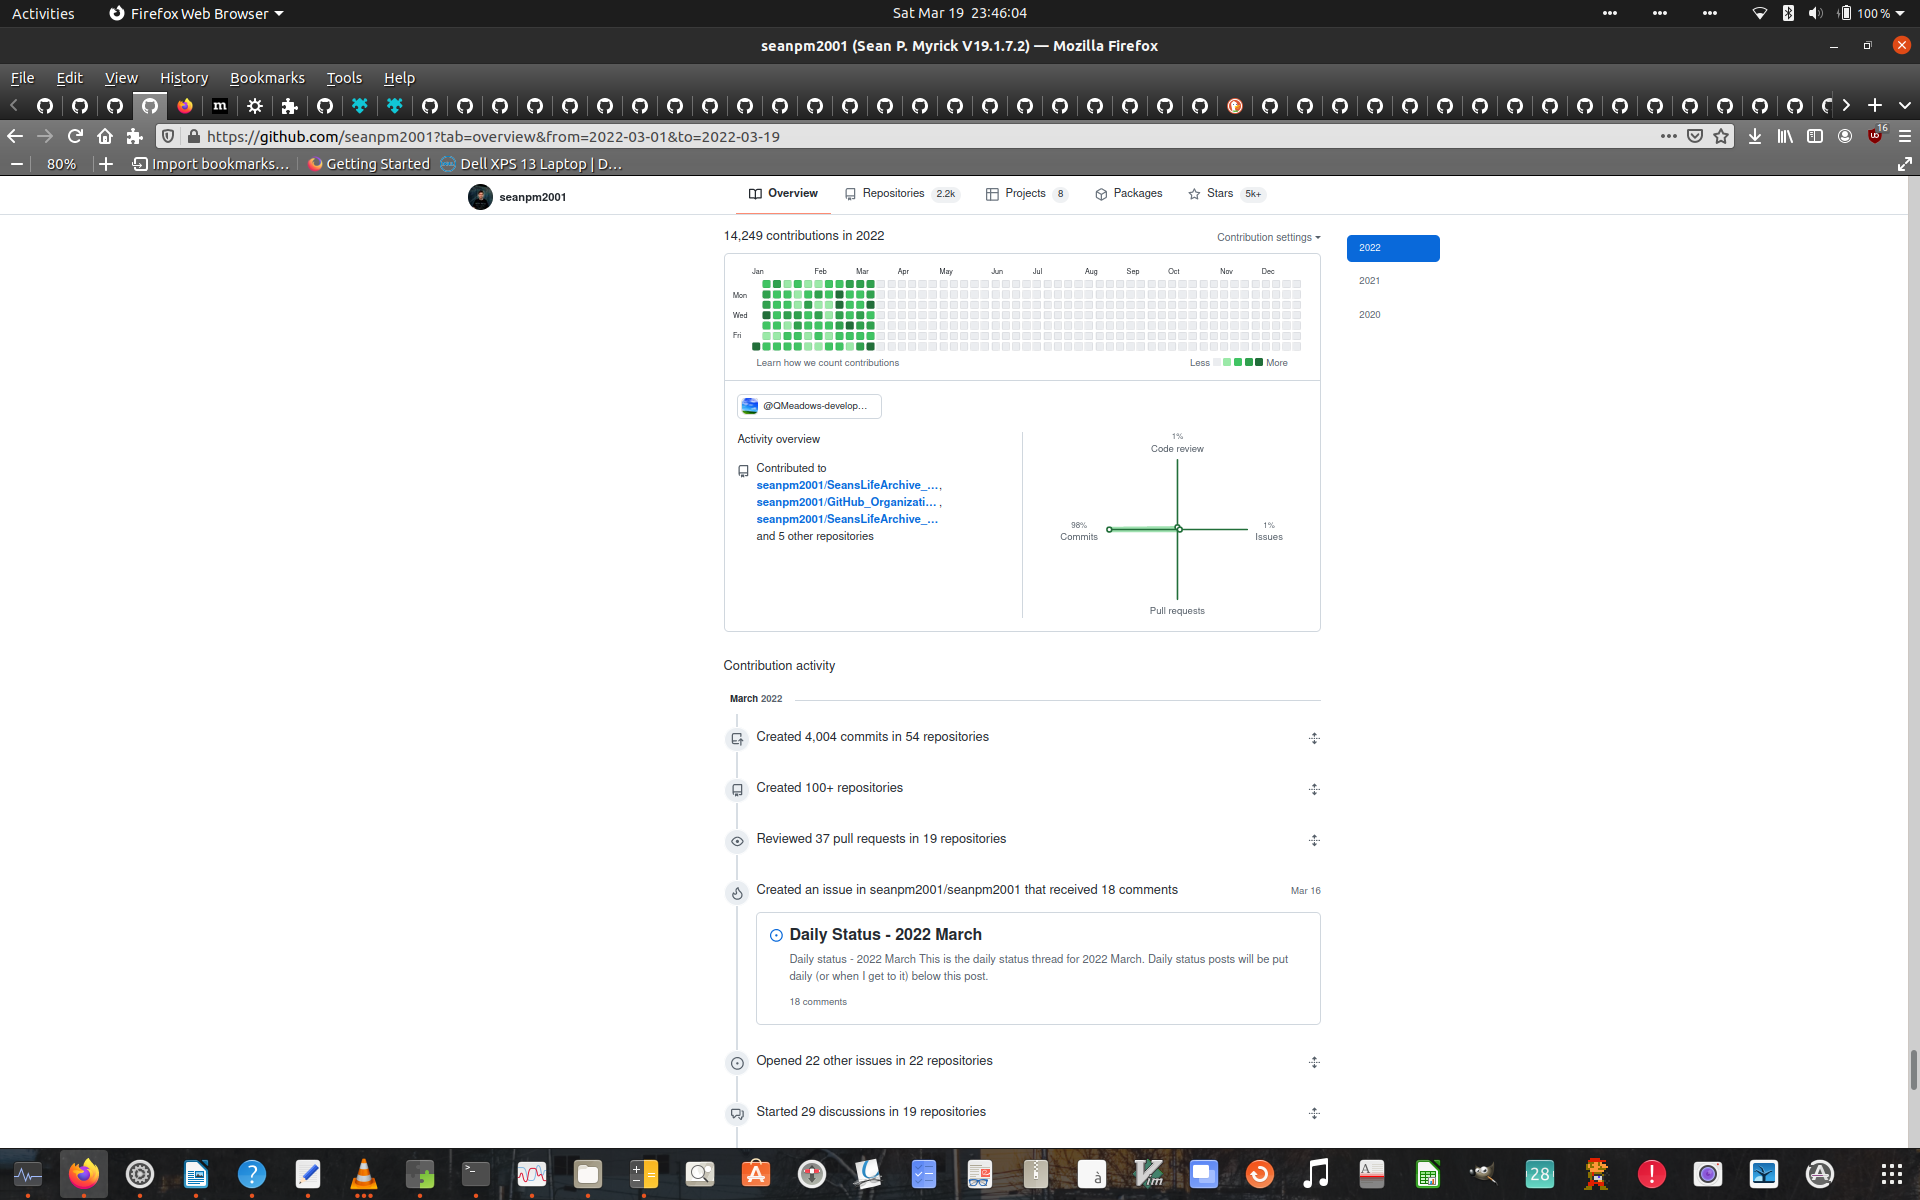 Activities
Firefox Web Browser
Sat Mar 19 23:46:04
100 %
seanpm2001 (Sean P. Myrick V19.1.7.2) — Mozilla Firefox
File Edit View History Bookmarks Tools Help
https://github.com/seanpm2001?tab=overview&from=2022-03-01&to=2022-03-19
16
80%
Import bookmarks...
Getting Started
Dell XPS 13 Laptop | D...
seanpm2001
Overview
Repositories 2.2k
Projects 8
Packages
Stars 5k+
14,249 contributions in 2022
Contribution settings
2022
2021
2020
Jan Feb Mar Apr May Jun Jul Aug Sep Oct Nov Dec
Mon
Wed
Fri
Learn how we count contributions
Less More
@QMeadows-develop...
Activity overview
Contributed to
seanpm2001/SeansLifeArchive_...,
seanpm2001/GitHub_Organizati... ,
seanpm2001/SeansLifeArchive_...
and 5 other repositories
1%
Code review
98%
Commits
1%
Issues
Pull requests
Contribution activity
March 2022
Created 4,004 commits in 54 repositories
Created 100+ repositories
Reviewed 37 pull requests in 19 repositories
Created an issue in seanpm2001/seanpm2001 that received 18 comments
Mar 16
Daily Status - 2022 March
Daily status - 2022 March This is the daily status thread for 2022 March. Daily status posts will be put
daily (or when I get to it) below this post.
18 comments
Opened 22 other issues in 22 repositories
Started 29 discussions in 19 repositories
28